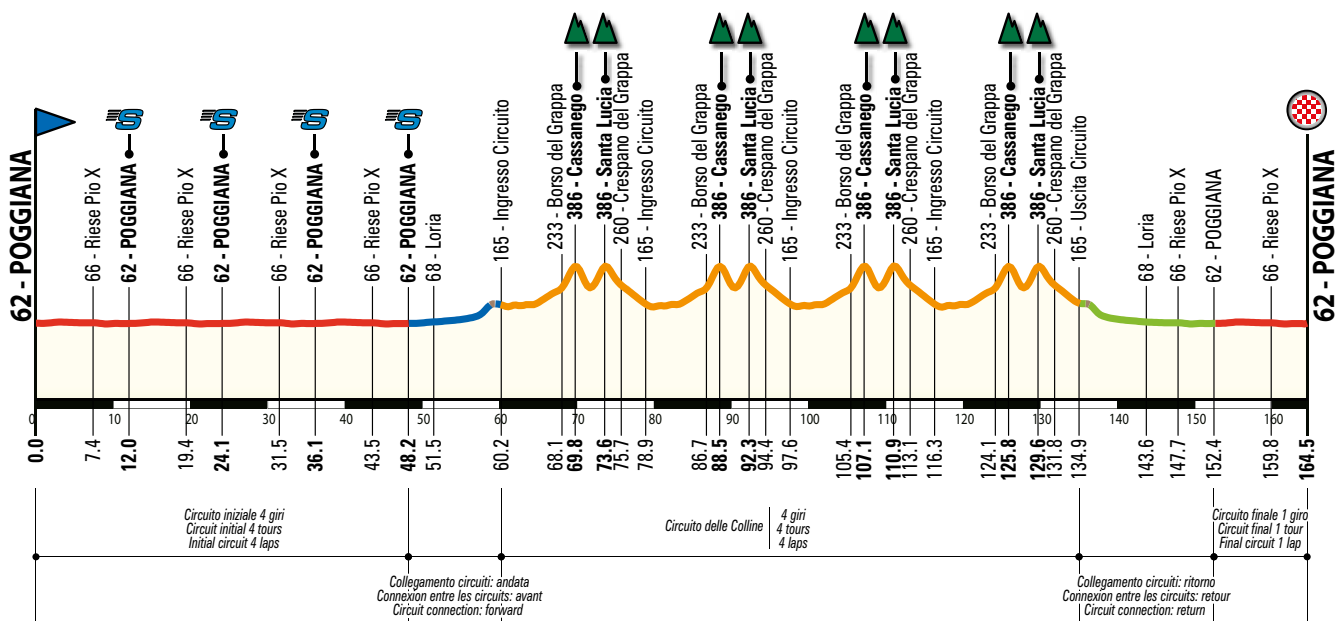 62 - POGGIANA
66 - Riese Pio X
S
62 - POGGIANA
66 - Riese Pio X
S
62 - POGGIANA
66 - Riese Pio X
S
62 - POGGIANA
66 - Riese Pio X
S
62 - POGGIANA
68 - Loria
165 - Ingresso Circuito
233 - Borso del Grappa
386 - Cassanego
386 - Santa Lucia
260 - Crespano del Grappa
165 - Ingresso Circuito
233 - Borso del Grappa
386 - Cassanego
386 - Santa Lucia
260 - Crespano del Grappa
165 - Ingresso Circuito
233 - Borso del Grappa
386 - Cassanego
386 - Santa Lucia
260 - Crespano del Grappa
165 - Ingresso Circuito
233 - Borso del Grappa
386 - Cassanego
386 - Santa Lucia
260 - Crespano del Grappa
165 - Uscita Circuito
68 - Loria
66 - Riese Pio X
62 - POGGIANA
66 - Riese Pio X
62 - POGGIANA
0 10 20 30 40 50 60 70 80 90 100 110 120 130 140 150 160
0.0
7.4
12.0
19.4
24.1
31.5
36.1
43.5
48.2
51.5
60.2
68.1
69.8
73.6
75.7
78.9
86.7
88.5
92.3
94.4
97.6
105.4
107.1
110.9
113.1
116.3
124.1
125.8
129.6
131.8
134.9
143.6
147.7
152.4
159.8
164.5
Circuito iniziale 4 giri
Circuit initial 4 tours
Initial circuit 4 laps
Collegamento circuiti: andata
Connexion entre les circuits: avant
Circuit connection: forward
Circuito delle Colline
4 giri
4 tours
4 laps
Collegamento circuiti: ritorno
Connexion entre les circuits: retour
Circuit connection: return
Circuito finale 1 giro
Circuit final 1 tour
Final circuit 1 lap